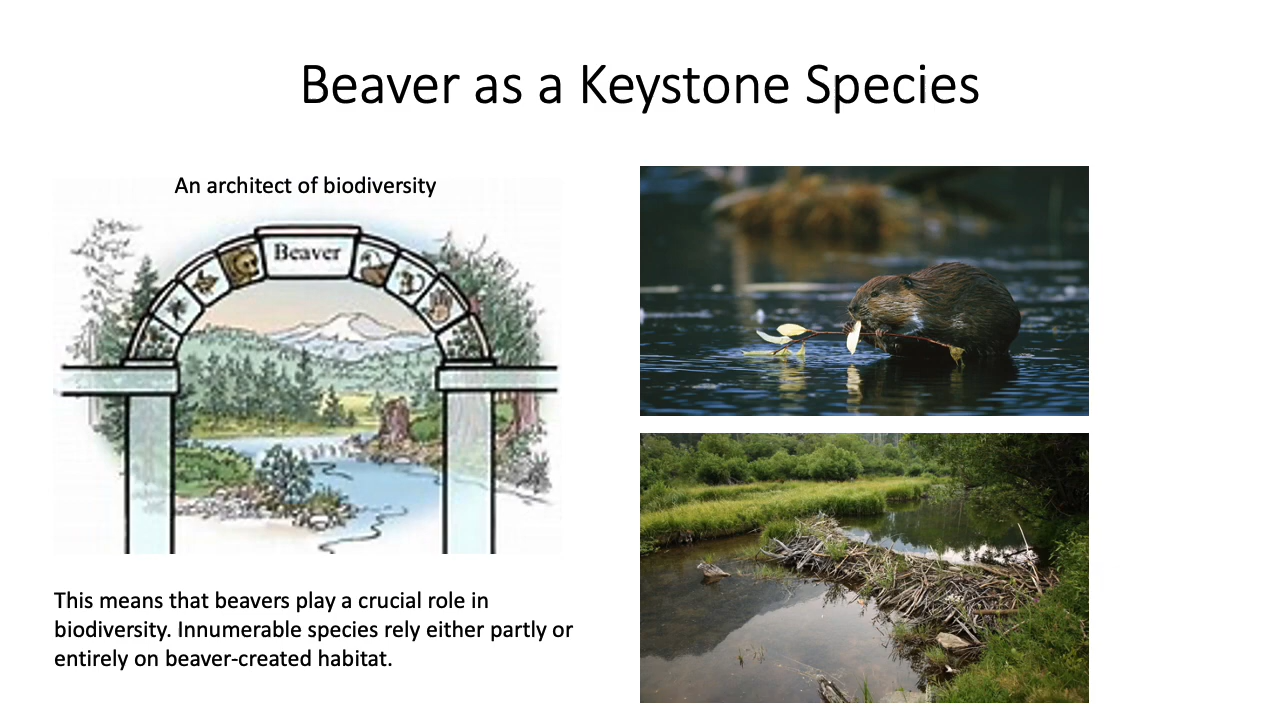 Beaver as a Keystone Species
An architect of biodiversity
Beaver
This means that beavers play a crucial role in
biodiversity. Innumerable species rely either partly or
entirely on beaver-created habitat.